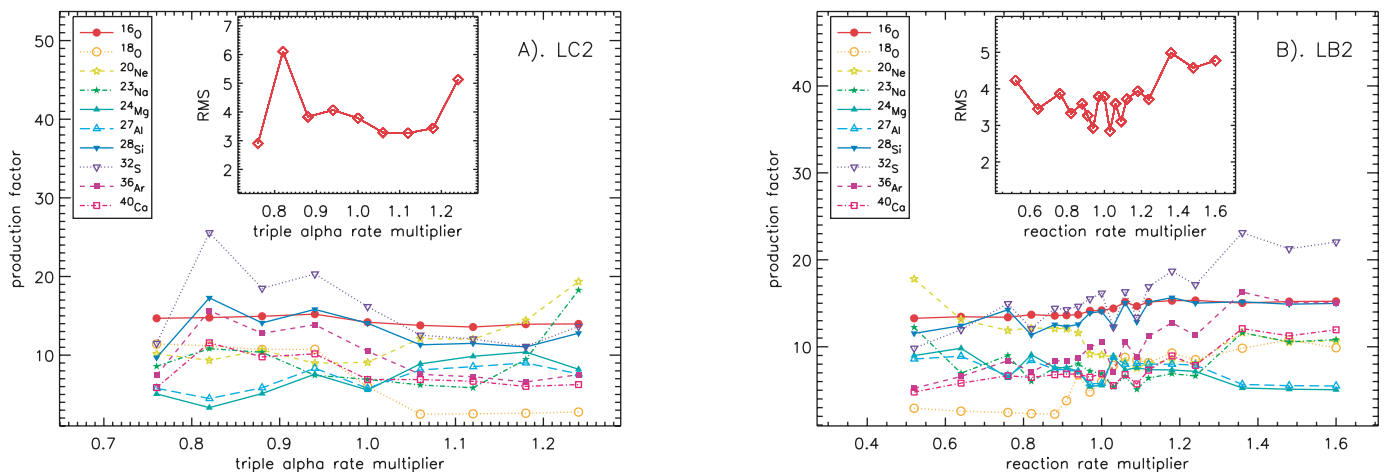 A). LC2
production factor
50
40
30
20
10
0.7 0.8 0.9 1.0 1.1 1.2
triple alpha rate multiplier
¹⁶O
¹⁸O
²⁰Ne
²³Na
²⁴Mg
²⁷Al
²⁸Si
³²S
³⁶Ar
⁴⁰Ca
RMS
7
6
5
4
3
2
0.8 0.9 1.0 1.1 1.2
triple alpha rate multiplier
B). LB2
production factor
40
30
20
10
0.4 0.6 0.8 1.0 1.2 1.4 1.6
reaction rate multiplier
¹⁶O
¹⁸O
²⁰Ne
²³Na
²⁴Mg
²⁷Al
²⁸Si
³²S
³⁶Ar
⁴⁰Ca
RMS
5
4
3
2
0.6 0.8 1.0 1.2 1.4 1.6
reaction rate multiplier